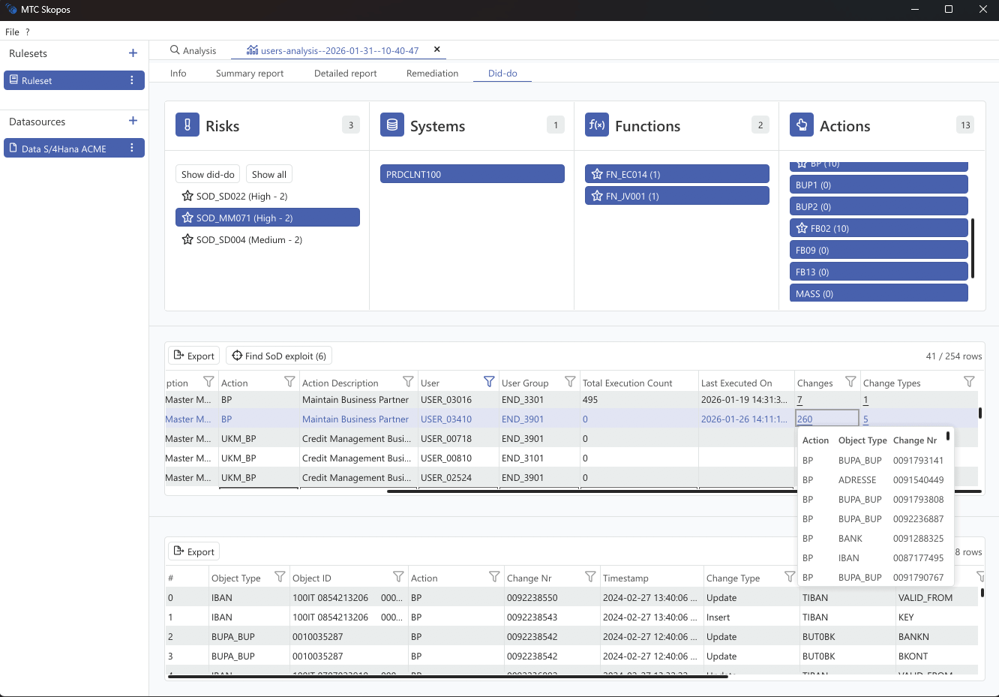 MTC Skopos
File ?
Rulesets
Ruleset
Datasources
Data S/4Hana ACME
Analysis users-analysis--2026-01-31--10-40-47
Info Summary report Detailed report Remediation Did-do
Risks 3
Show did-do Show all
SOD_SD022 (High - 2)
SOD_MM071 (High - 2)
SOD_SD004 (Medium - 2)
Systems 1
PRDCLNT100
Functions 2
FN_EC014 (1)
FN_JV001 (1)
Actions 13
BP (10)
BUP1 (0)
BUP2 (0)
FB02 (10)
FB09 (0)
FB13 (0)
MASS (0)
Export Find SoD exploit (6) 41 / 254 rows
ption Action Action Description User User Group Total Execution Count Last Executed On Changes Change Types
Master M... BP Maintain Business Partner USER_03016 END_3301 495 2026-01-19 14:31:3... 7 1
Master M... BP Maintain Business Partner USER_03410 END_3901 0 2026-01-26 14:11:1... 260 5
Master M... UKM_BP Credit Management Busi... USER_00718 END_3901 0
Master M... UKM_BP Credit Management Busi... USER_00810 END_3101 0
Master M... UKM_BP Credit Management Busi... USER_02524 END_3901 0
Action Object Type Change Nr
BP BUPA_BUP 0091793141
BP ADRESSE 0091540449
BP BUPA_BUP 0091793808
BP BUPA_BUP 0092236887
BP BANK 0091288325
BP IBAN 0087177495
BP BUPA_BUP 0091790767
Export 8 rows
# Object Type Object ID Action Change Nr Timestamp Change Type
0 IBAN 100IT 0854213206 000... BP 0092238550 2024-02-27 13:40:06 ... Update TIBAN VALID_FROM
1 IBAN 100IT 0854213206 000... BP 0092238543 2024-02-27 13:40:06 ... Insert TIBAN KEY
2 BUPA_BUP 0010035287 BP 0092238542 2024-02-27 12:40:06 ... Update BUT0BK BANKN
3 BUPA_BUP 0010035287 BP 0092238542 2024-02-27 12:40:06 ... Update BUT0BK BKONT